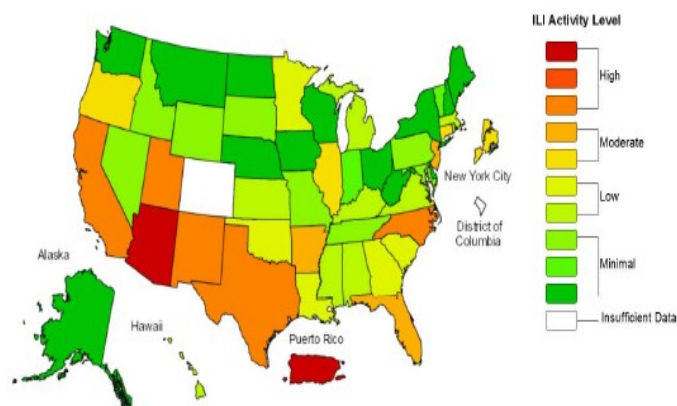 ILI Activity Level
High
Moderate
Low
Minimal
Insufficient Data
New York City
District of
Columbia
Alaska
Hawaii
Puerto Rico